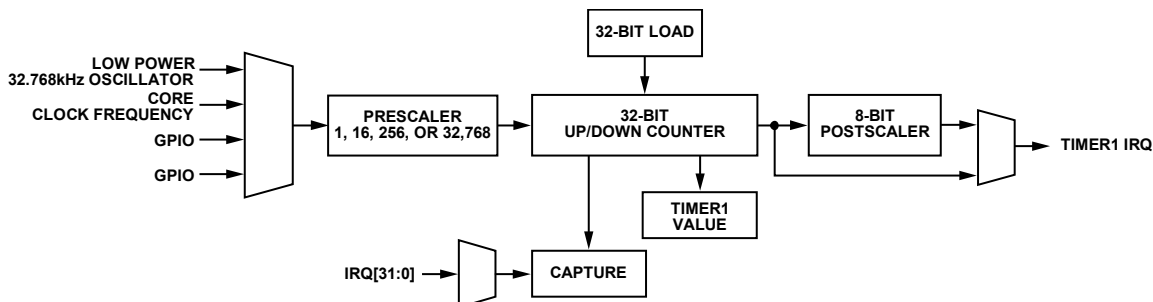 32-BIT LOAD
LOW POWER
32.768kHz OSCILLATOR
CORE
CLOCK FREQUENCY
GPIO
GPIO
PRESCALER
1, 16, 256, OR 32,768
32-BIT
UP/DOWN COUNTER
8-BIT
POSTSCALER
TIMER1 IRQ
TIMER1
VALUE
IRQ[31:0]
CAPTURE